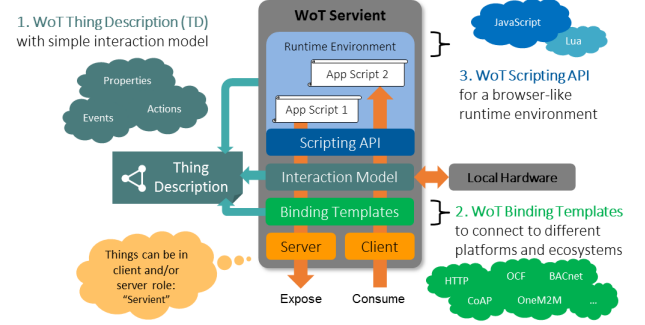 1. WoT Thing Description (TD)
with simple interaction model
Properties
Events
Actions
Thing
Description
Things can be in
client and/or
server role:
“Servient”
WoT Servient
Runtime Environment
App Script 2
App Script 1
Scripting API
Interaction Model
Binding Templates
Server
Client
Expose
Consume
JavaScript
Lua
3. WoT Scripting API
for a browser-like
runtime environment
Local Hardware
2. WoT Binding Templates
to connect to different
platforms and ecosystems
HTTP
OCF
BACnet
CoAP
OneM2M
...